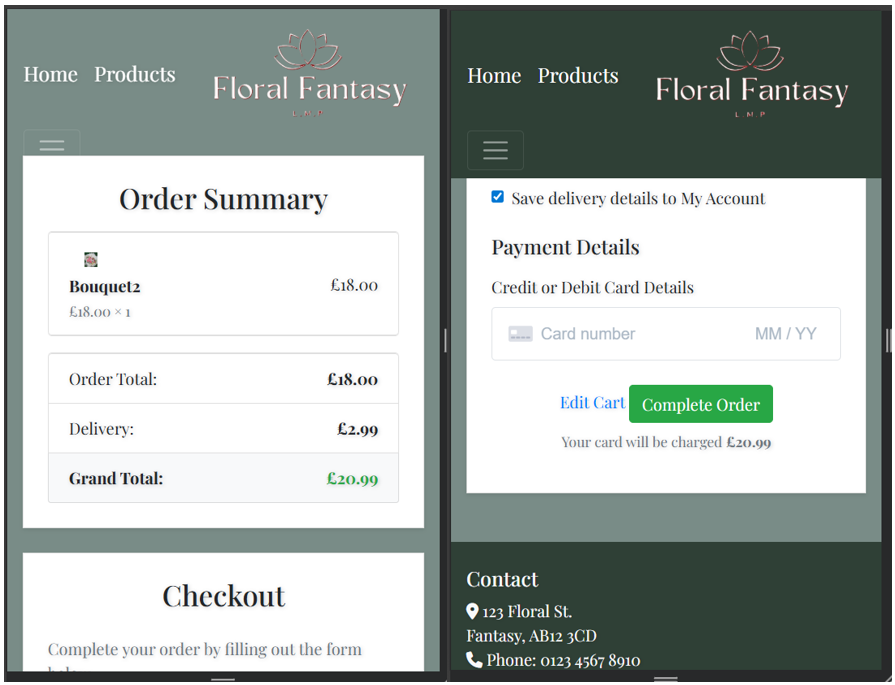 Home Products
Floral Fantasy
L.M.P
Order Summary
Bouquet2
£18.00
£18.00 × 1
Order Total: £18.00
Delivery: £2.99
Grand Total: £20.99
Checkout
Complete your order by filling out the form
Home Products
Floral Fantasy
L.M.P
Save delivery details to My Account
Payment Details
Credit or Debit Card Details
Card number MM / YY
Edit Cart Complete Order
Your card will be charged £20.99
Contact
123 Floral St.
Fantasy, AB12 3CD
Phone: 0123 4567 8910